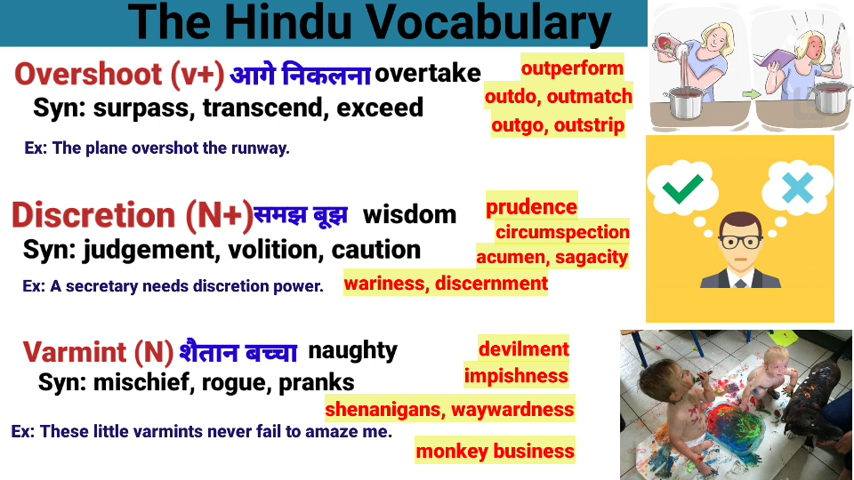 The Hindu Vocabulary
Overshoot (v+) आगे निकलना overtake
outperform
Syn: surpass, transcend, exceed
outdo, outmatch
outgo, outstrip
Ex: The plane overshot the runway.
Discretion (N+) समझ बूझ wisdom
prudence
circumspection
Syn: judgement, volition, caution
acumen, sagacity
Ex: A secretary needs discretion power.
wariness, discernment
Varmint (N) शैतान बच्चा naughty
devilment
impishness
Syn: mischief, rogue, pranks
shenanigans, waywardness
Ex: These little varmints never fail to amaze me.
monkey business